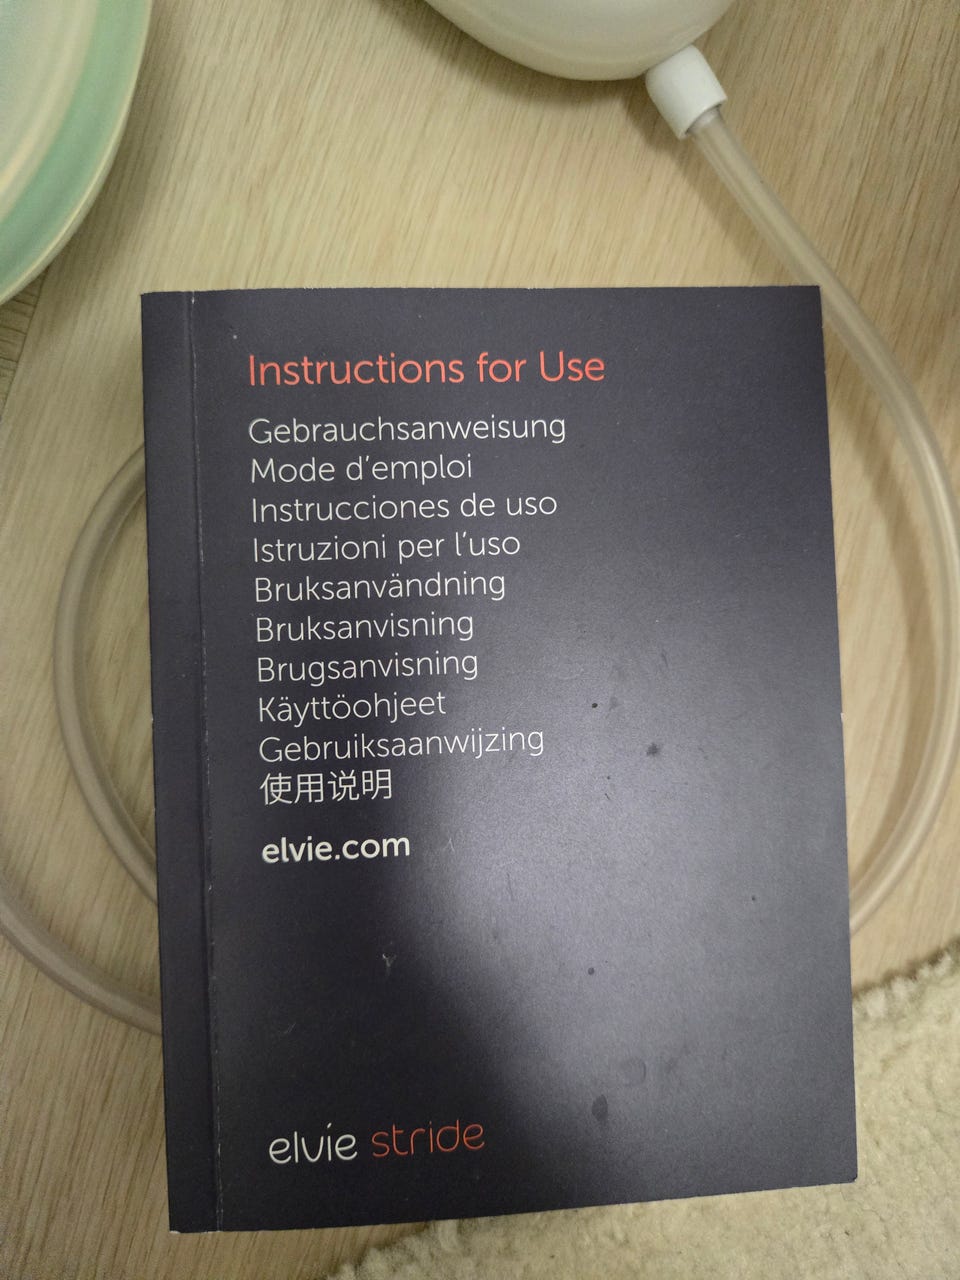 Instructions for Use
Gebrauchsanweisung
Mode d'emploi
Instrucciones de uso
Istruzioni per l'uso
Bruksanvändning
Bruksanvisning
Brugsanvisning
Käyttöohjeet
Gebruiksaanwijzing
使用说明
elvie.com
elvie stride